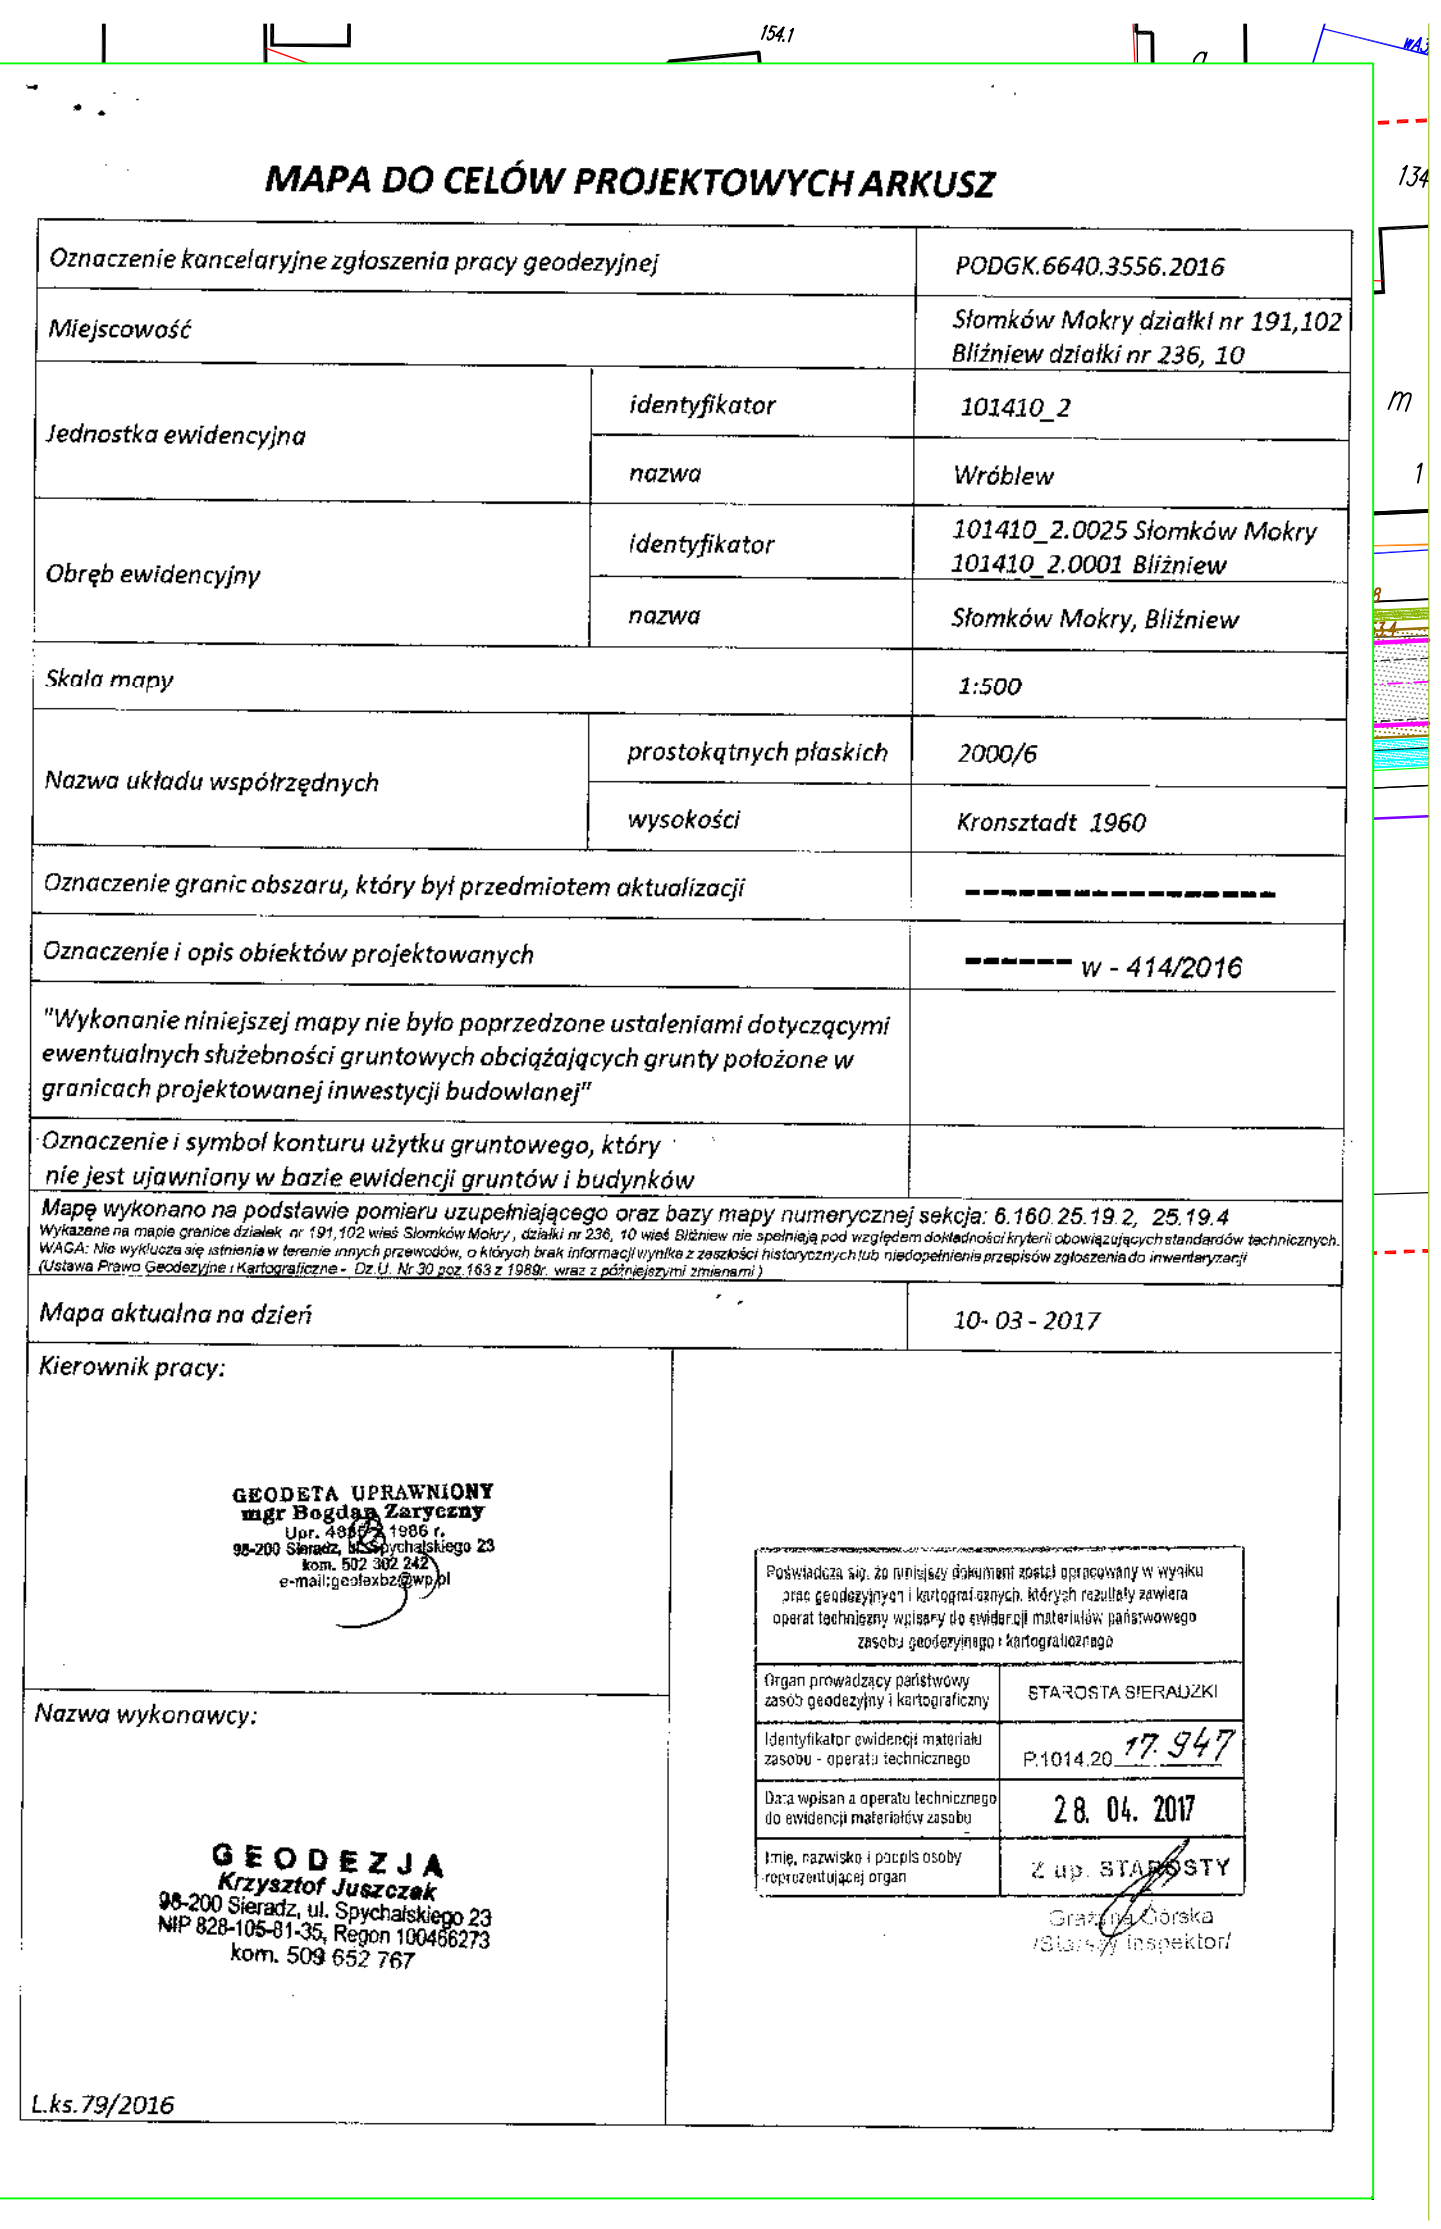 154.1
a
wA3
134
MAPA DO CELÓW PROJEKTOWYCH ARKUSZ
Oznaczenie kancelaryjne zgłoszenia pracy geodezyjnej
PODGK.6640.3556.2016
Miejscowość
Słomków Mokry działki nr 191,102
Bliźniew działki nr 236, 10
m
Jednostka ewidencyjna
identyfikator
101410_2
nazwa
Wróblew
1
Obręb ewidencyjny
identyfikator
101410_2.0025 Słomków Mokry
101410_2.0001 Bliźniew
nazwa
Słomków Mokry, Bliźniew
8
Skala mapy
1:500
Nazwa układu współrzędnych
prostokątnych płaskich
2000/6
wysokości
Kronsztadt 1960
Oznaczenie granic obszaru, który był przedmiotem aktualizacji
Oznaczenie i opis obiektów projektowanych
w - 414/2016
"Wykonanie niniejszej mapy nie było poprzedzone ustaleniami dotyczącymi
ewentualnych służebności gruntowych obciążających grunty położone w
granicach projektowanej inwestycji budowlanej"
Oznaczenie i symbol konturu użytku gruntowego, który
nie jest ujawniony w bazie ewidencji gruntów i budynków
Mapę wykonano na podstawie pomiaru uzupełniającego oraz bazy mapy numerycznej sekcja: 6.160.25.19.2, 25.19.4
Wykazane na mapie granice działek nr 191,102 wieś Słomków Mokry, działki nr 236, 10 wieś Bliźniew nie spełniają pod względem dokładności kryterii obowiązujących standardów technicznych.
WAGA: Nie wyklucza się istnienia w terenie innych przewodów, o których brak informacji wynika z zaszłości historycznych lub niedopełnienia przepisów zgłoszenia do inwentaryzacji
(Ustawa Prawo Geodezyjne i Kartograficzne - Dz.U. Nr 30 poz.163 z 1989r. wraz z późniejszymi zmianami)
Mapa aktualna na dzień
10- 03 - 2017
Kierownik pracy:
GEODETA UPRAWNIONY
mgr Bogdan Zaryczny
Upr. 1986 r.
98-200 Sieradz, ul. Spychalskiego 23
kom. 502 302 242
e-mail:geofaxbz@wp.pl
Poświadcza się, że niniejszy dokument został opracowany w wyniku
prac geodezyjnych i kartograficznych, których rezultaty zawiera
operat techniczny wpisany do ewidencji materiałów państwowego
zasobu geodezyjnego i kartograficznego
Organ prowadzący państwowy
zasób geodezyjny i kartograficzny
STAROSTA SIERADZKI
Identyfikator ewidencji materiału
zasobu - operatu technicznego
P.1014.20 17. 947
Data wpisania operatu technicznego
do ewidencji materiałów zasobu
28. 04. 2017
Imię, nazwisko i podpis osoby
reprezentującej organ
Z up. STAROSTY
Grażyna Górska
/Starszy Inspektor/
Nazwa wykonawcy:
GEODEZJA
Krzysztof Juszczak
98-200 Sieradz, ul. Spychalskiego 23
NIP 828-105-81-35, Regon 100466273
kom. 509 652 767
L.ks.79/2016